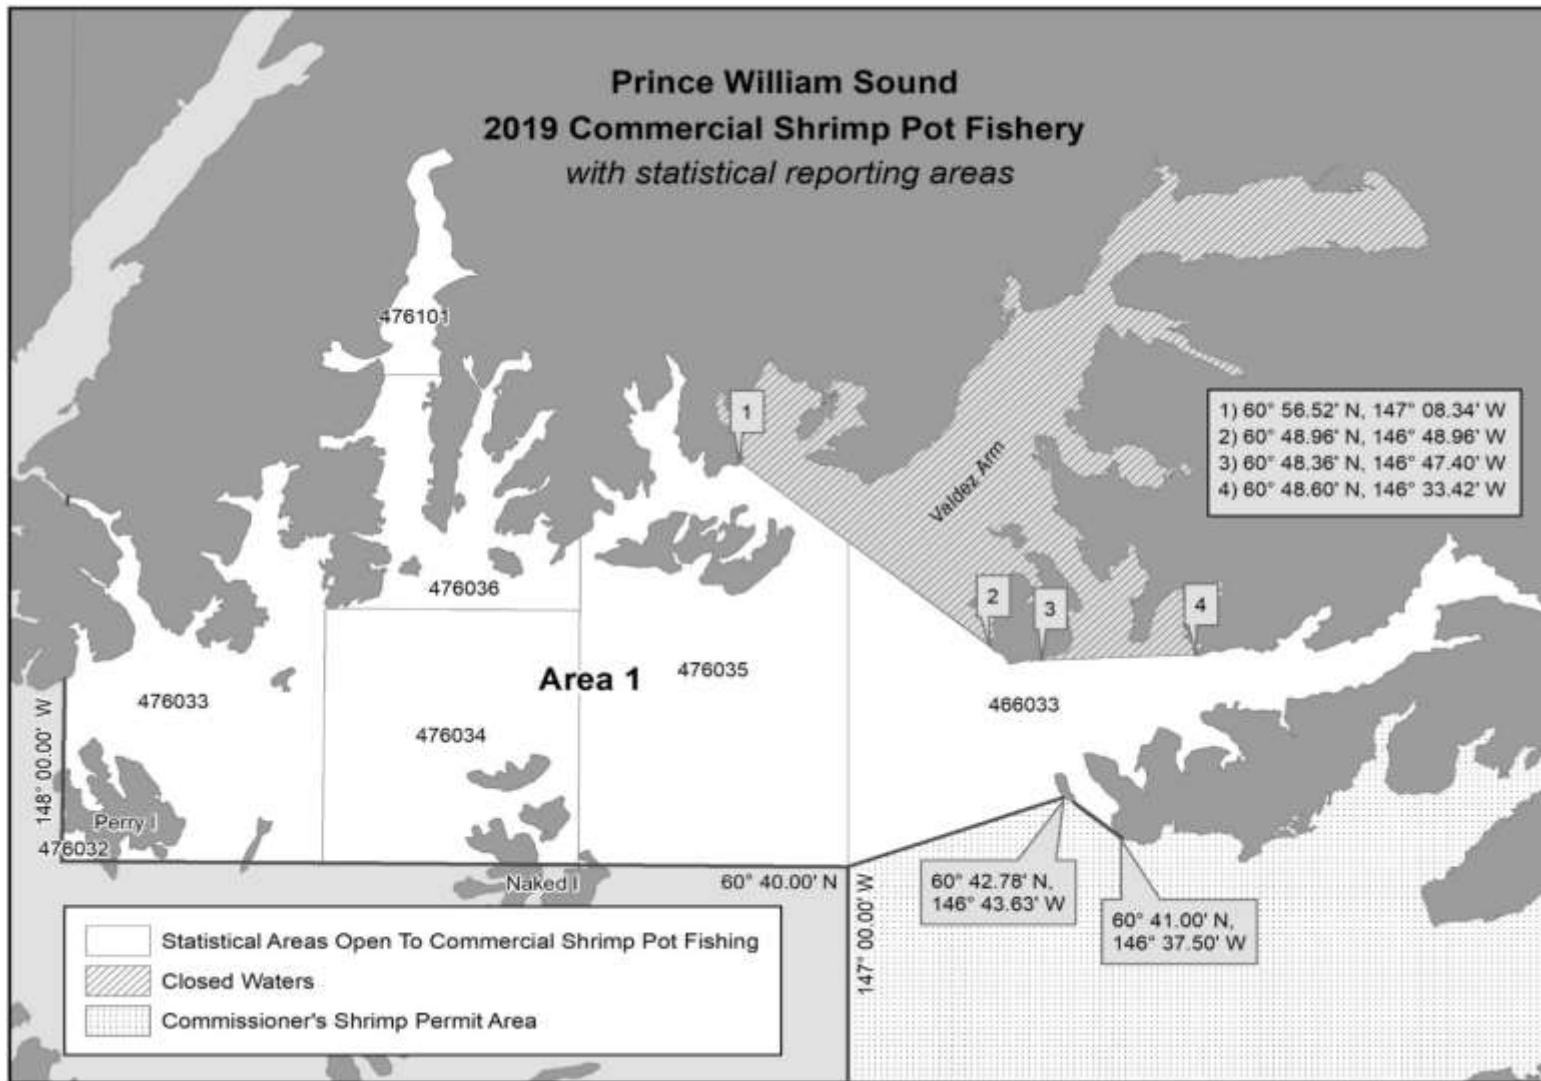 Prince William Sound
2019 Commercial Shrimp Pot Fishery
with statistical reporting areas
476101
1
1) 60° 56.52' N, 147° 08.34' W
2) 60° 48.96' N, 146° 48.96' W
3) 60° 48.36' N, 146° 47.40' W
4) 60° 48.60' N, 146° 33.42' W
Valdez Arm
476036
2
3
4
Area 1
476035
476033
466033
476034
148° 00.00' W
Perry I
476032
Naked I
60° 40.00' N
147° 00.00' W
60° 42.78' N,
146° 43.63' W
60° 41.00' N,
146° 37.50' W
Statistical Areas Open To Commercial Shrimp Pot Fishing
Closed Waters
Commissioner's Shrimp Permit Area